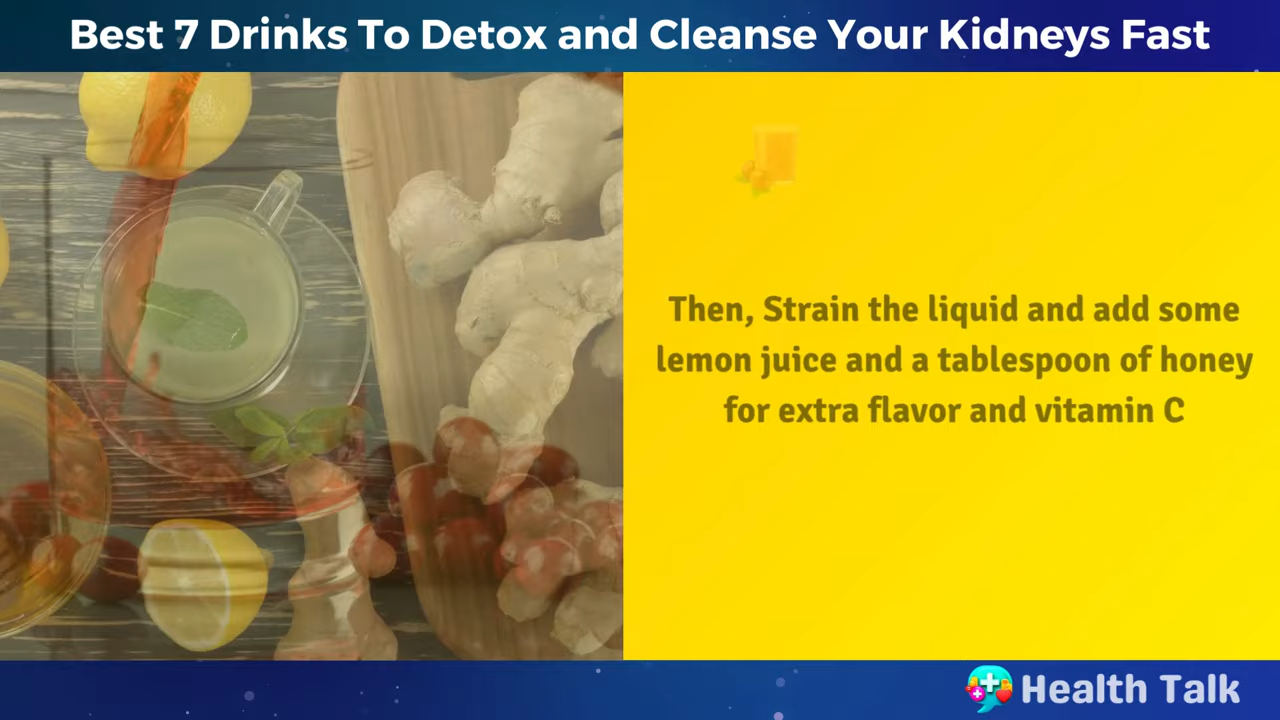 Best 7 Drinks To Detox and Cleanse Your Kidneys Fast
Then, Strain the liquid and add some
lemon juice and a tablespoon of honey
for extra flavor and vitamin C
Health Talk